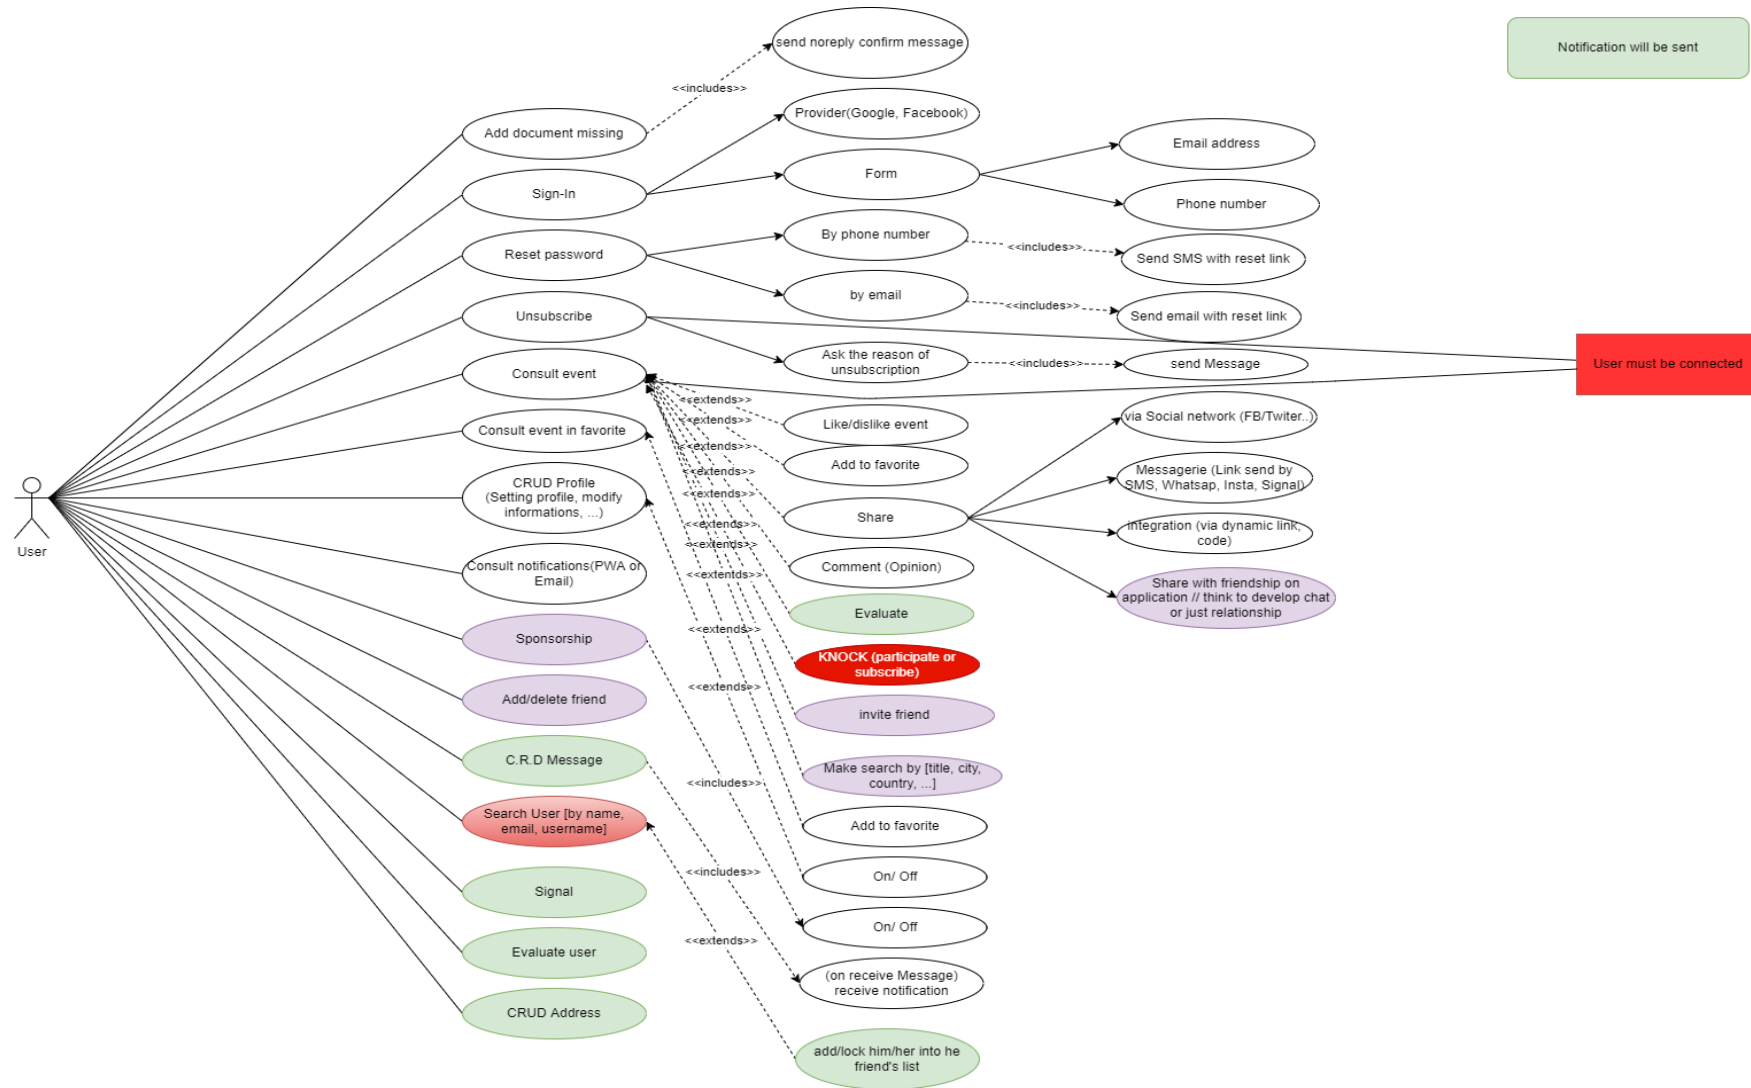 send noreply confirm message
Notification will be sent
<<includes>>
Provider(Google, Facebook)
Add document missing
Email address
Form
Sign-In
Phone number
By phone number
<<includes>>
Send SMS with reset link
Reset password
by email
<<includes>>
Send email with reset link
Unsubscribe
Ask the reason of
unsubscription
<<includes>>
send Message
User must be connected
Consult event
<<extends>>
Like/dislike event
via Social network (FB/Twiter..)
<<extends>>
Consult event in favorite
<<extends>>
Add to favorite
<<extends>>
Messagerie (Link send by
SMS, Whatsap, Insta, Signal)
CRUD Profile
(Setting profile, modify
informations, ...)
<<extends>>
Share
<<extends>>
integration (via dynamic link,
code)
<<extends>>
User
Consult notifications(PWA or
Email)
<<extentds>>
Comment (Opinion)
Share with friendship on
application // think to develop chat
or just relationship
Evaluate
<<extends>>
Sponsorship
KNOCK (participate or
subscribe)
<<extends>>
Add/delete friend
invite friend
C.R.D Message
Make search by [title, city,
country, ...]
<<includes>>
Search User [by name,
email, username]
Add to favorite
<<includes>>
On/ Off
Signal
On/ Off
<<extends>>
Evaluate user
(on receive Message)
receive notification
CRUD Address
add/lock him/her into he
friend's list